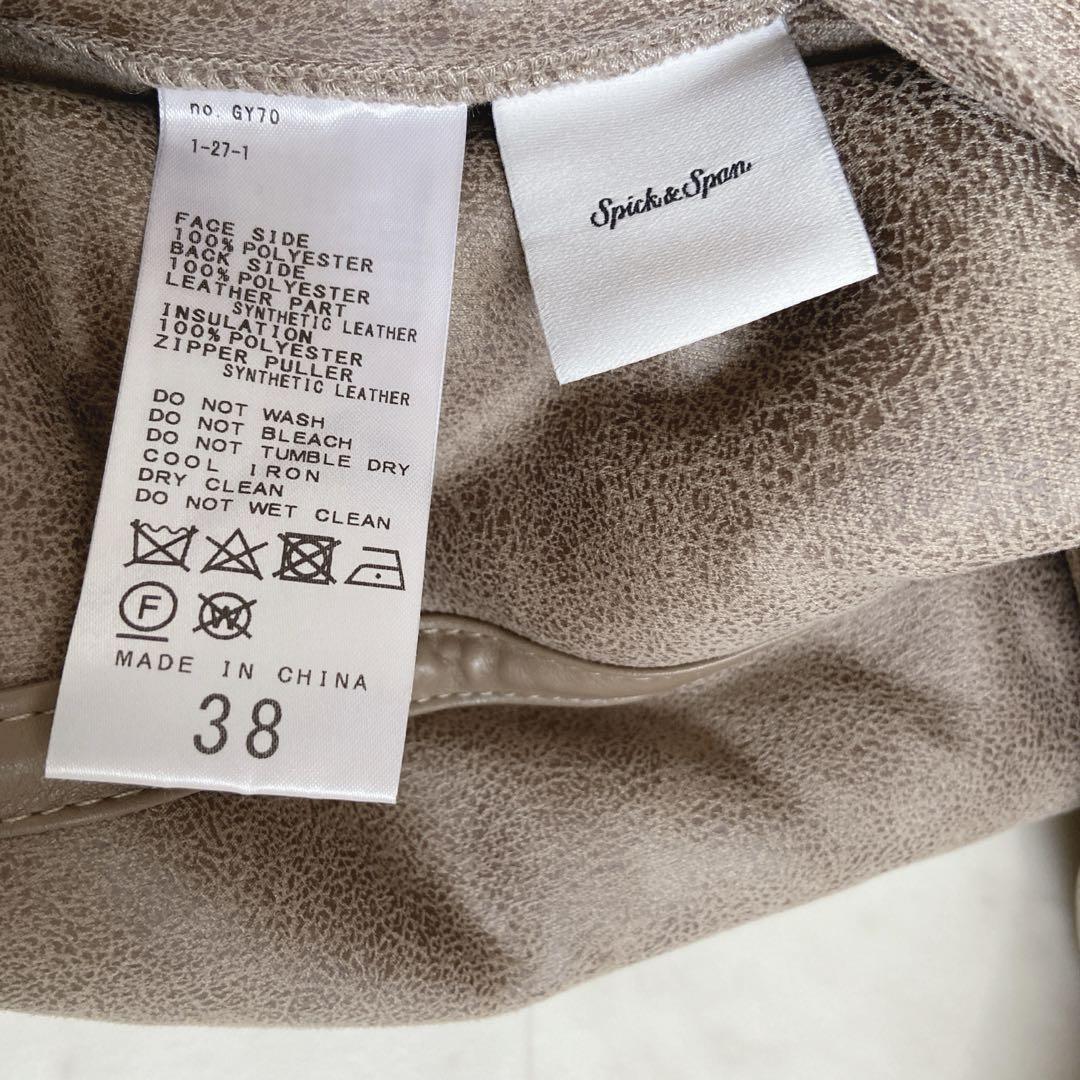 no. GY70
1-27-1
FACE SIDE
100% POLYESTER
BACK SIDE
100% POLYESTER
LEATHER PART
SYNTHETIC LEATHER
INSULATION
100% POLYESTER
ZIPPER PULLER
SYNTHETIC LEATHER
DO NOT WASH
DO NOT BLEACH
DO NOT TUMBLE DRY
COOL IRON
DRY CLEAN
DO NOT WET CLEAN
F W
MADE IN CHINA
38
Spick & Span